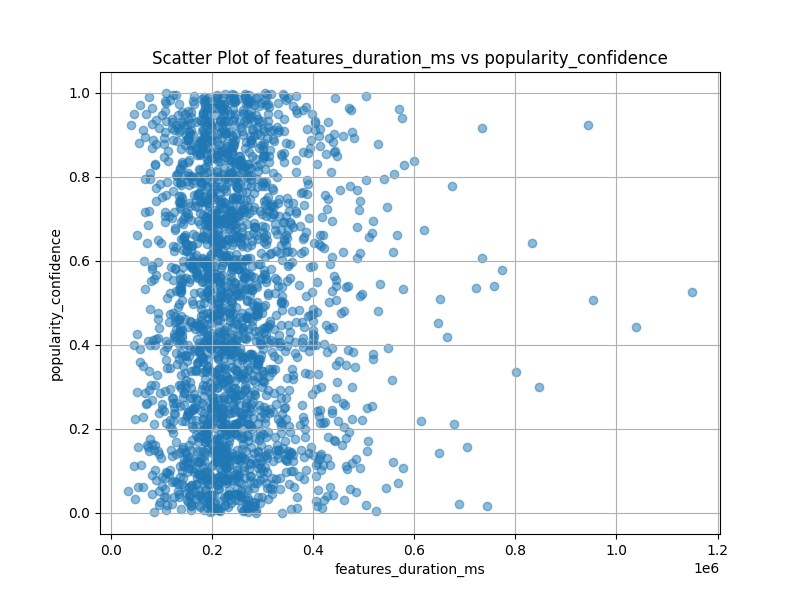 Scatter Plot of features_duration_ms vs popularity_confidence
popularity_confidence
1.0
0.8
0.6
0.4
0.2
0.0
0.0 0.2 0.4 0.6 0.8 1.0 1.2
1e6
features_duration_ms